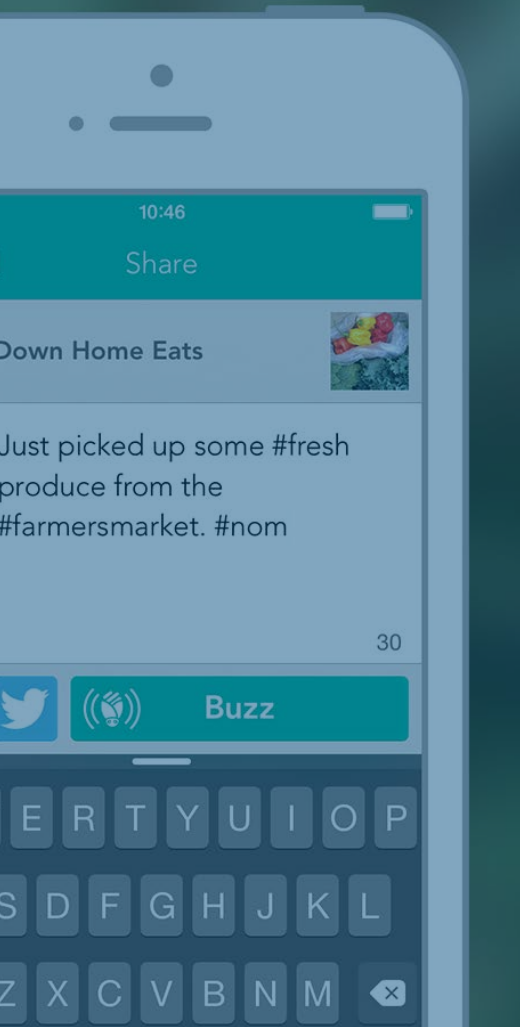 10:46
Share
Down Home Eats
Just picked up some #fresh
produce from the
#farmersmarket. #nom
30
Buzz
E R T Y U I O P
S D F G H J K L
Z X C V B N M